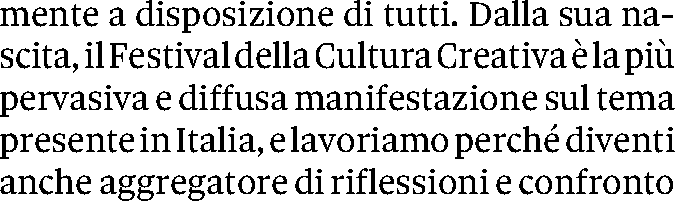 mente a disposizione di tutti. Dalla sua na-
scita, il Festival della Cultura Creativa è la più
pervasiva e diffusa manifestazione sul tema
presente in Italia, e lavoriamo perché diventi
anche aggregatore di riflessioni e confronto